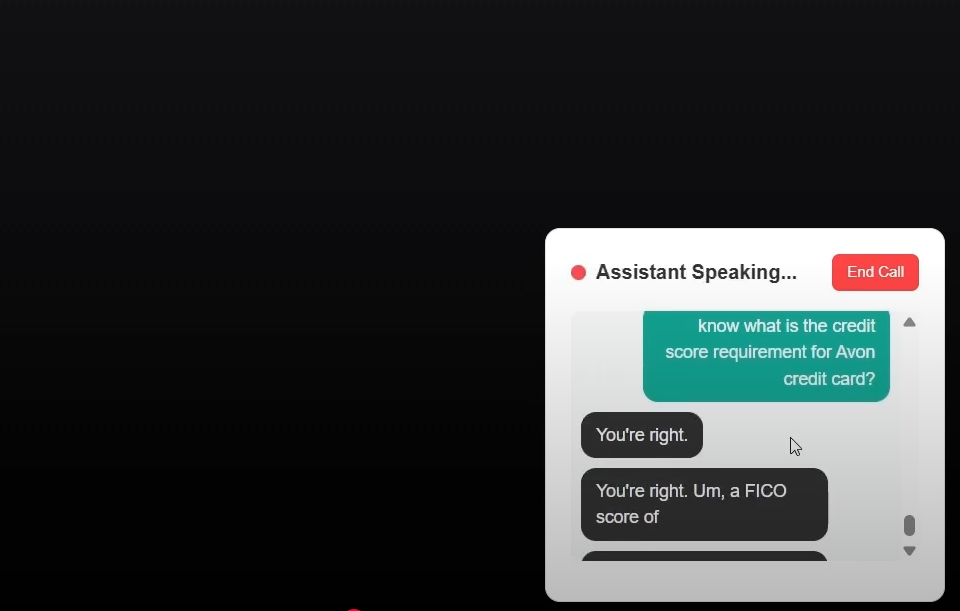 Assistant Speaking...
End Call
know what is the credit
score requirement for Avon
credit card?
You're right.
You're right. Um, a FICO
score of